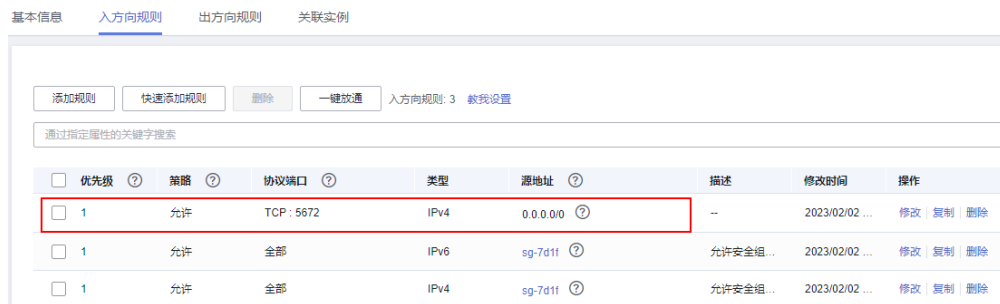 基本信息 入方向规则 出方向规则 关联实例
添加规则 快速添加规则 删除 一键放通 入方向规则: 3 教我设置
通过指定属性的关键字搜索
优先级 ? 策略 ? 协议端口 ? 类型 源地址 ? 描述 修改时间 操作
1 允许 TCP : 5672 IPv4 0.0.0.0/0 ? -- 2023/02/02 ... 修改 复制 删除
1 允许 全部 IPv6 sg-7d1f ? 允许安全组... 2023/02/02 ... 修改 复制 删除
1 允许 全部 IPv4 sg-7d1f ? 允许安全组... 2023/02/02 ... 修改 复制 删除